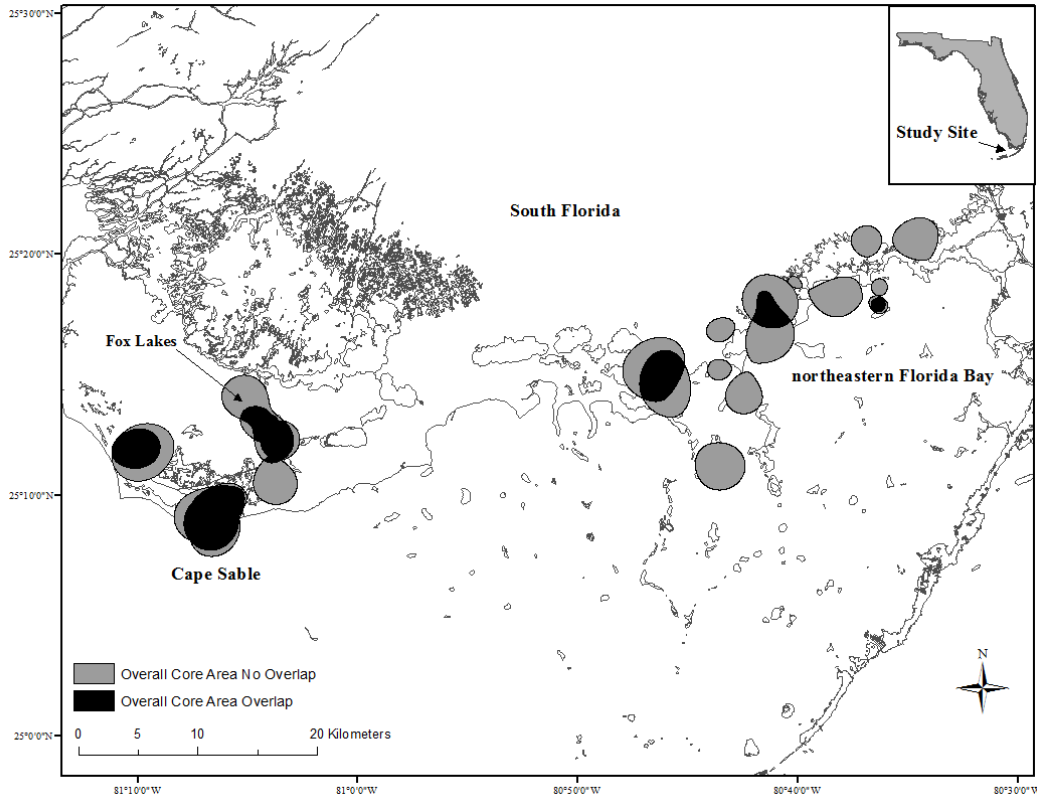 25°30'0"N
Study Site
South Florida
25°20'0"N
Fox Lakes
northeastern Florida Bay
25°10'0"N
Cape Sable
N
Overall Core Area No Overlap
Overall Core Area Overlap
0 5 10 20 Kilometers
25°0'0"N
81°10'0"W 81°0'0"W 80°50'0"W 80°40'0"W 80°30'0"W